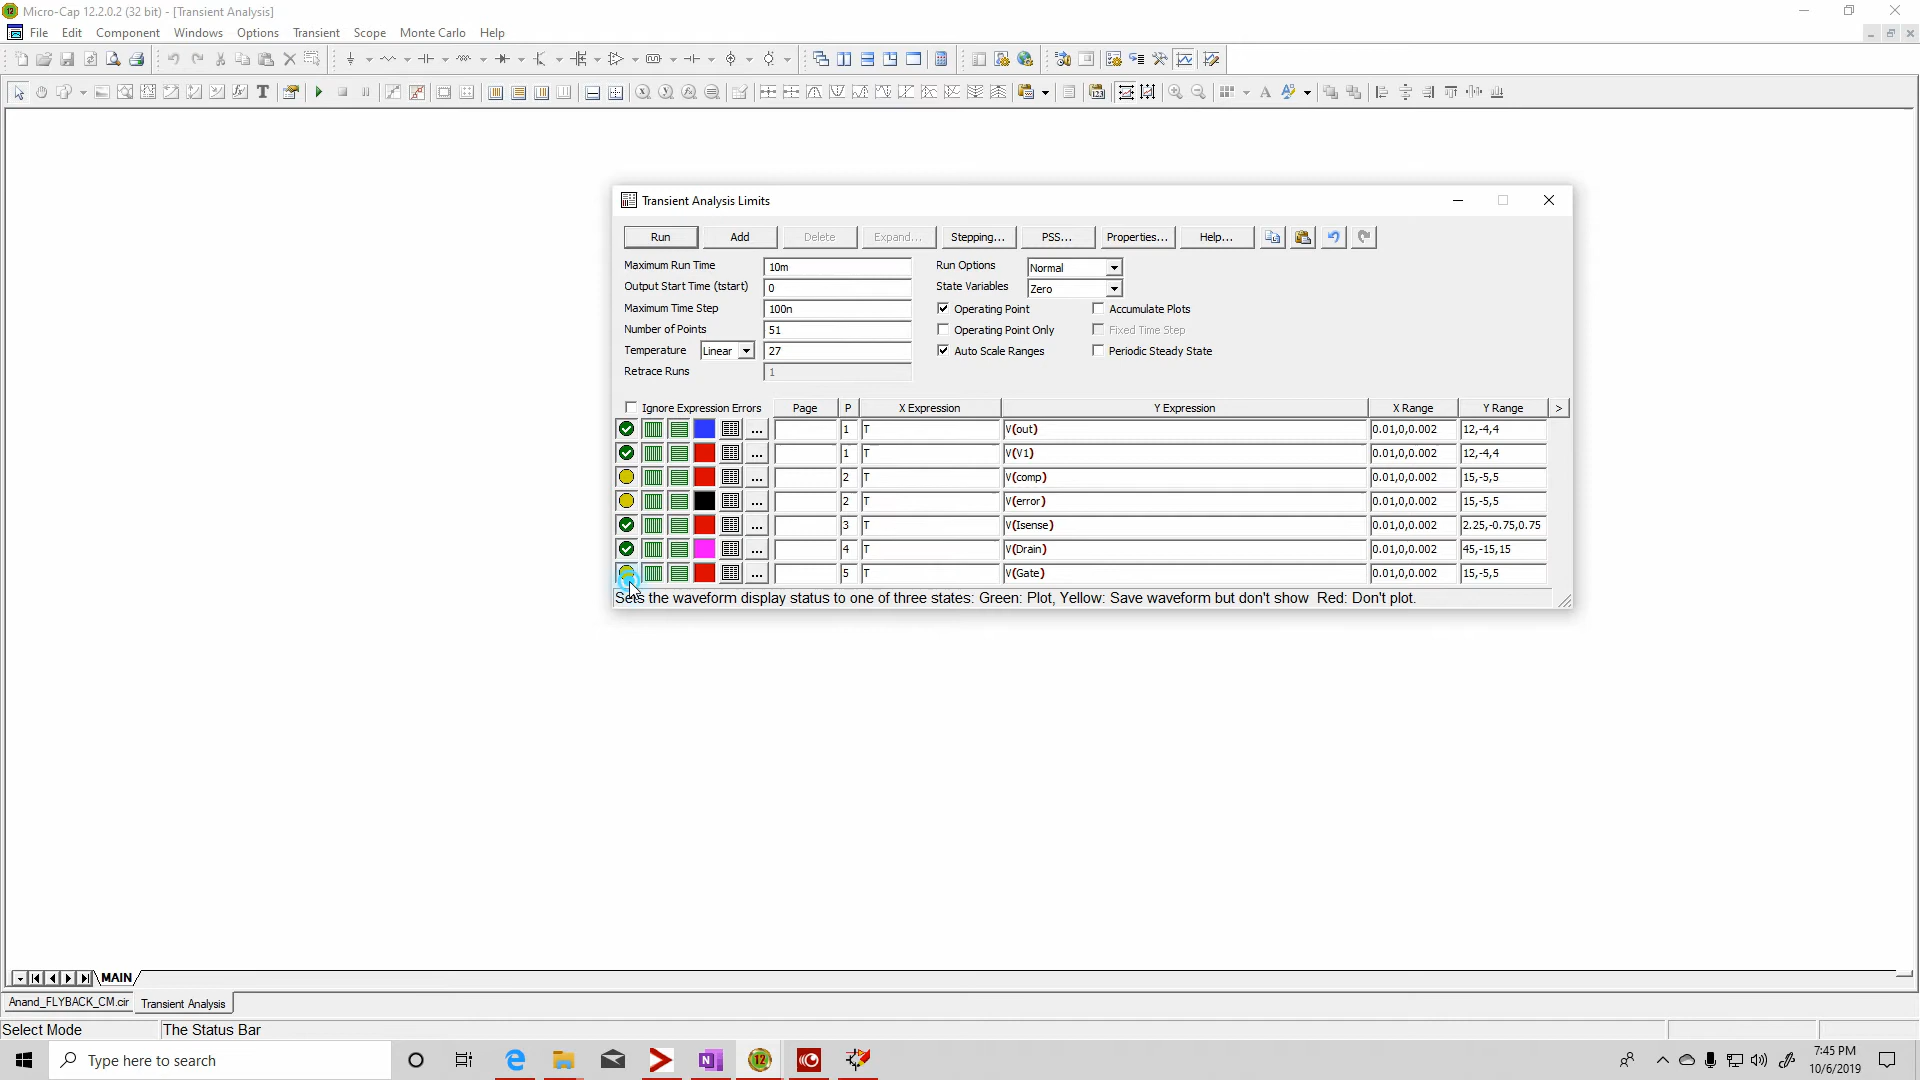 Micro-Cap 12.2.0.2 (32 bit) - [Transient Analysis]
File Edit Component Windows Options Transient Scope Monte Carlo Help
Transient Analysis Limits
Run Add Delete Expand... Stepping... PSS... Properties... Help...
Maximum Run Time 10m Run Options Normal
Output Start Time (tstart) 0 State Variables Zero
Maximum Time Step 100n Operating Point Accumulate Plots
Number of Points 51 Operating Point Only Fixed Time Step
Temperature Linear 27 Auto Scale Ranges Periodic Steady State
Retrace Runs 1
Ignore Expression Errors Page P X Expression Y Expression X Range Y Range >
... 1 T V(out) 0.01,0,0.002 12,-4,4
... 1 T V(V1) 0.01,0,0.002 12,-4,4
... 2 T V(comp) 0.01,0,0.002 15,-5,5
... 2 T V(error) 0.01,0,0.002 15,-5,5
... 3 T V(Isense) 0.01,0,0.002 2.25,-0.75,0.75
... 4 T V(Drain) 0.01,0,0.002 45,-15,15
... 5 T V(Gate) 0.01,0,0.002 15,-5,5
Sets the waveform display status to one of three states: Green: Plot, Yellow: Save waveform but don't show Red: Don't plot.
MAIN
Anand_FLYBACK_CM.cir Transient Analysis
Select Mode The Status Bar
Type here to search 12 7:45 PM
10/6/2019